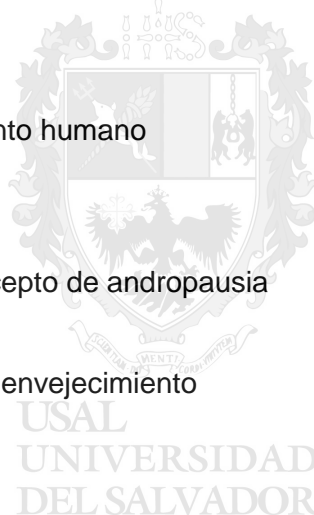 nto humano
cepto de andropausia
envejecimiento
USAL
UNIVERSIDAD
DEL SALVADOR